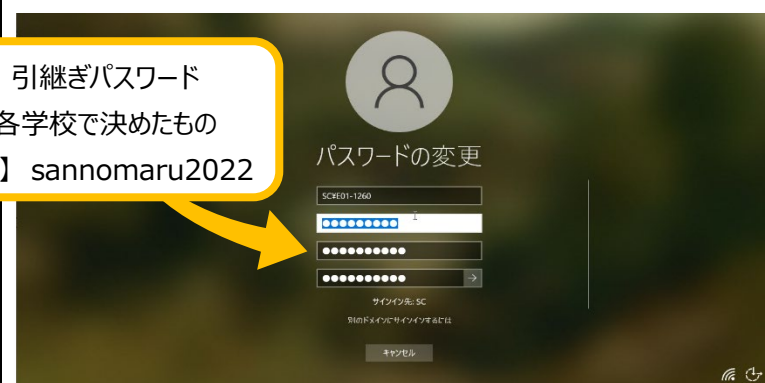 引継ぎパスワード
各学校で決めたもの
】 sannomaru2022
パスワードの変更
SC¥E01-1260
●●●●●●●●●
●●●●●●●●●●
●●●●●●●●●●
サインイン先: SC
別のドメインにサインインするには
キャンセル